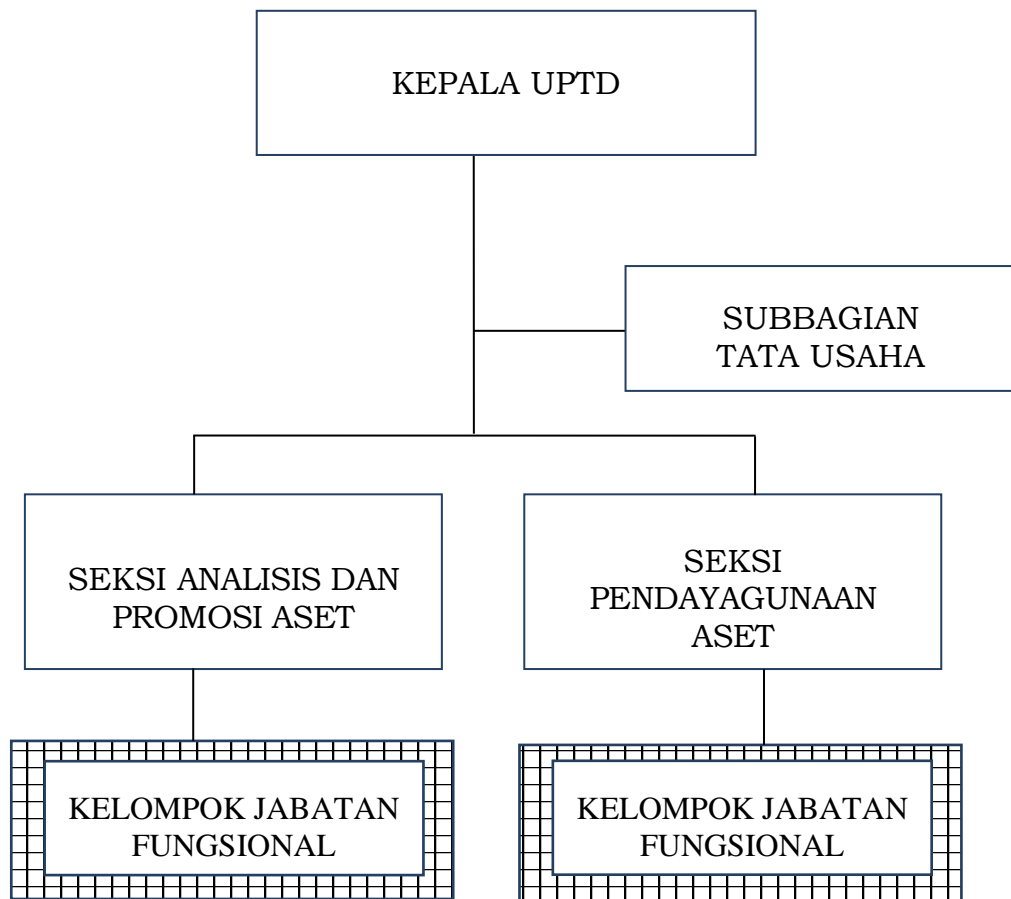 KEPALA UPTD
SUBBAGIAN
TATA USAHA
SEKSI ANALISIS DAN
PROMOSI ASET
SEKSI
PENDAYAGUNAAN
ASET
KELOMPOK JABATAN
FUNGSIONAL
KELOMPOK JABATAN
FUNGSIONAL